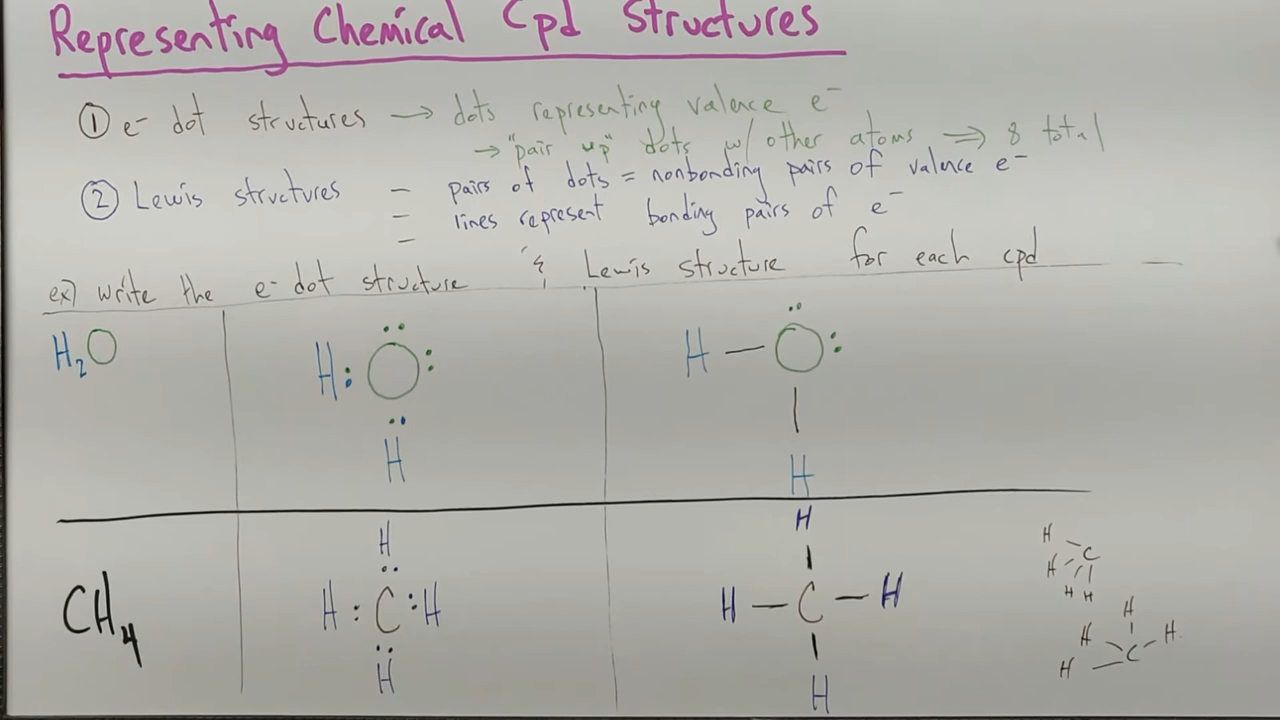 Representing Chemical Cpd Structures
① e⁻ dot structures → dots representing valence e⁻
→ "pair up" dots w/ other atoms ⇒ 8 total
② Lewis structures - pairs of dots = nonbonding pairs of valence e⁻
- lines represent bonding pairs of e⁻
-
ex) write the e⁻ dot structure & Lewis structure for each cpd
H₂O H:O: H H — O: H
CH₄ H H:C:H H H H — C — H H
H C H H H
H H H C H